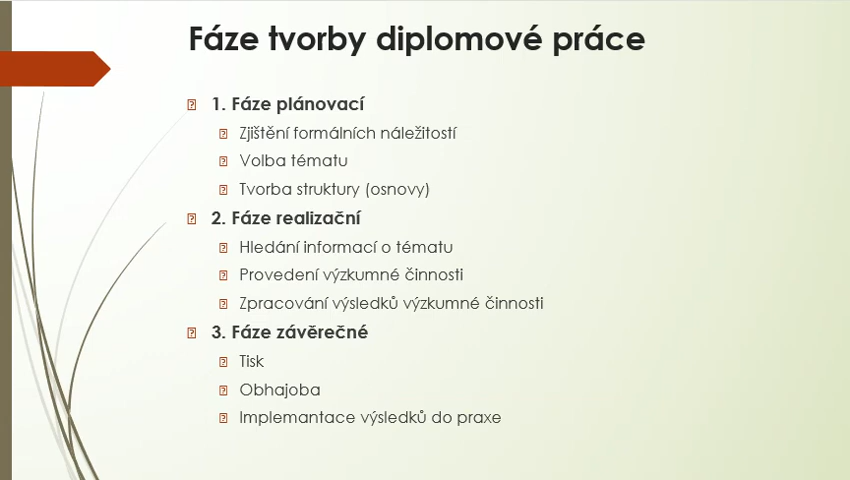 Fáze tvorby diplomové práce
1. Fáze plánovací
Zjištění formálních náležitostí
Volba tématu
Tvorba struktury (osnovy)
2. Fáze realizační
Hledání informací o tématu
Provedení výzkumné činnosti
Zpracování výsledků výzkumné činnosti
3. Fáze závěrečné
Tisk
Obhajoba
Implemantace výsledků do praxe